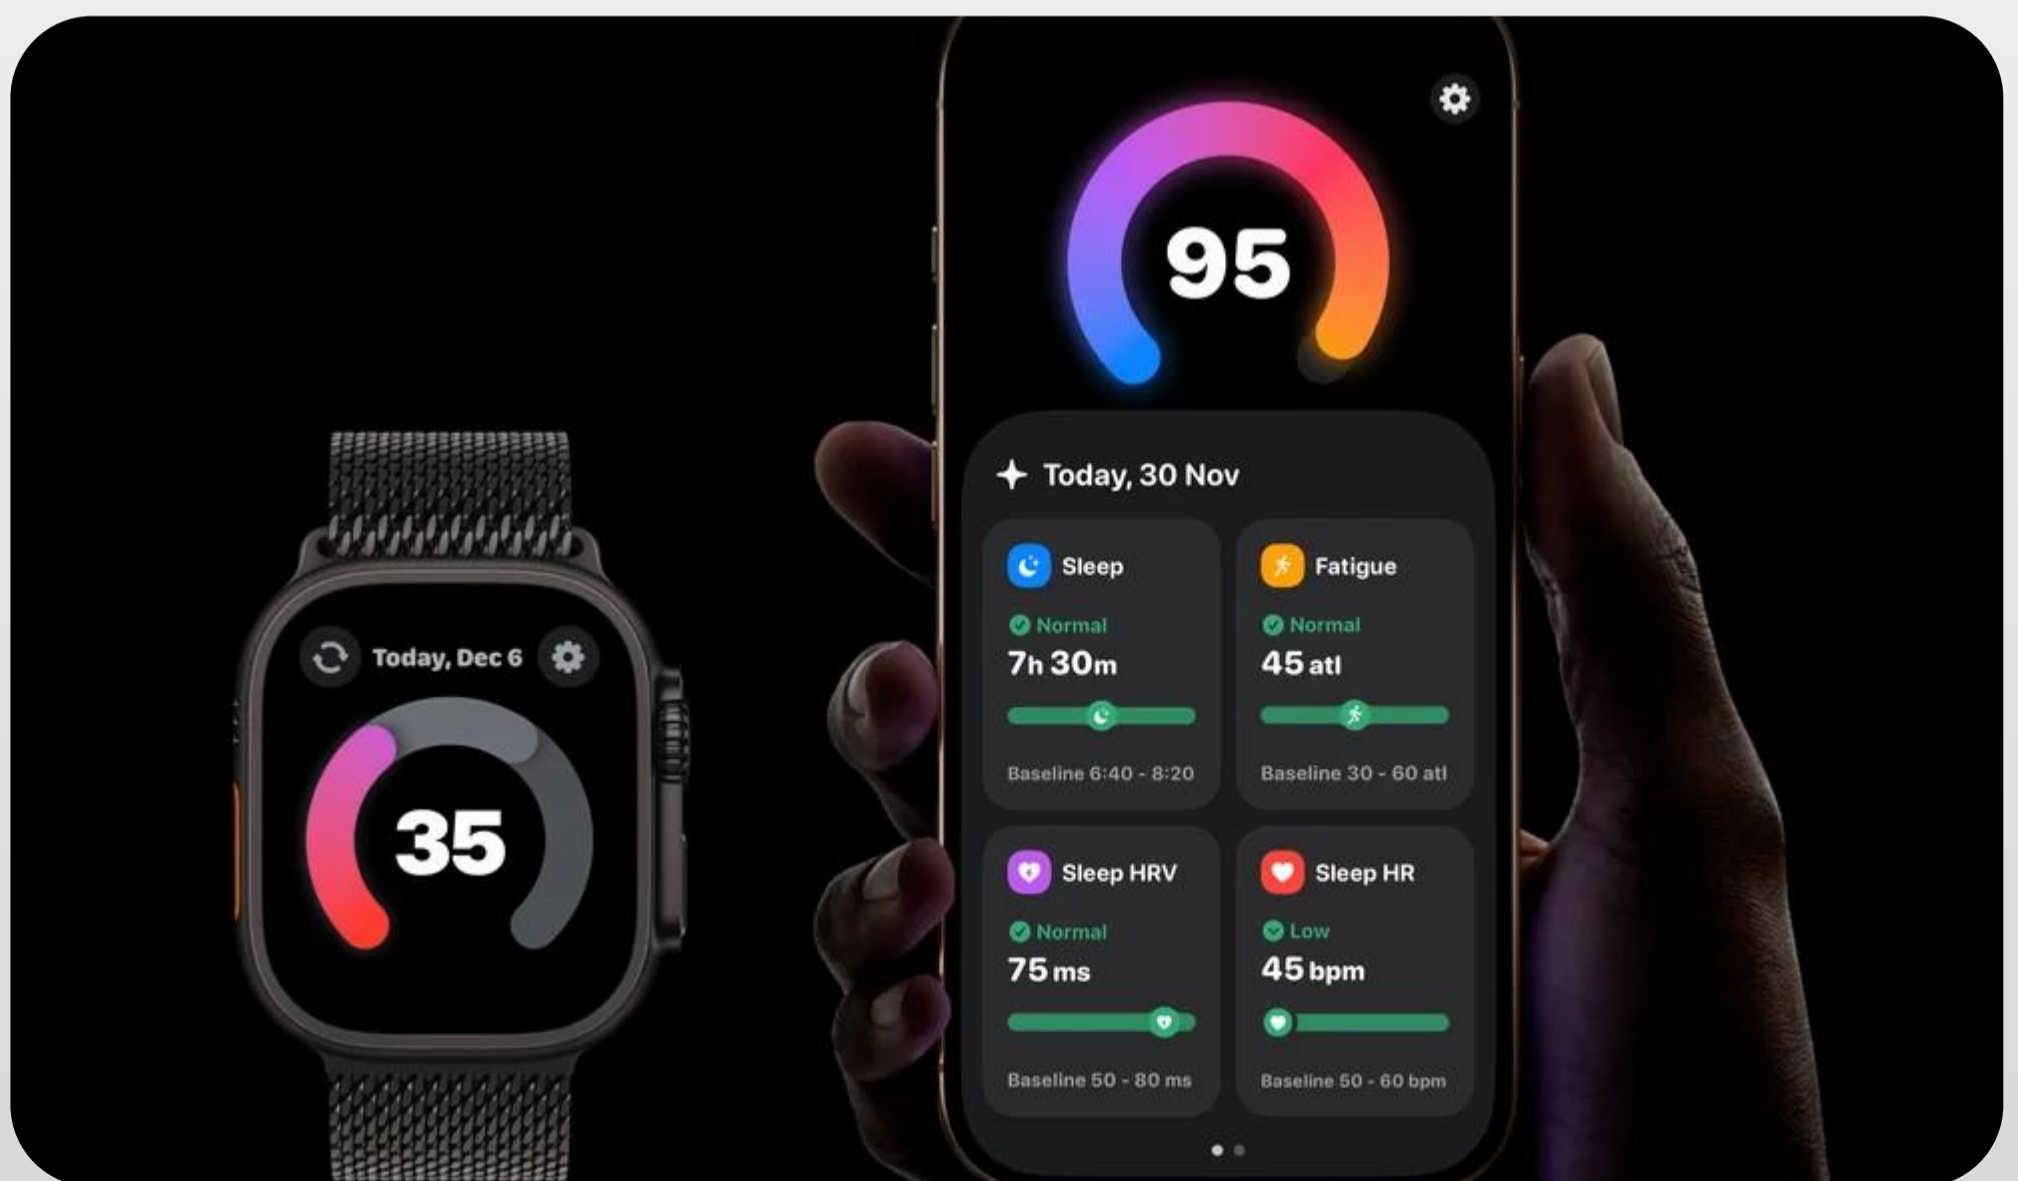 Today, Dec 6
35
95
Today, 30 Nov
Sleep
Normal
7h 30m
Baseline 6:40 - 8:20
Fatigue
Normal
45 atl
Baseline 30 - 60 atl
Sleep HRV
Normal
75 ms
Baseline 50 - 80 ms
Sleep HR
Low
45 bpm
Baseline 50 - 60 bpm